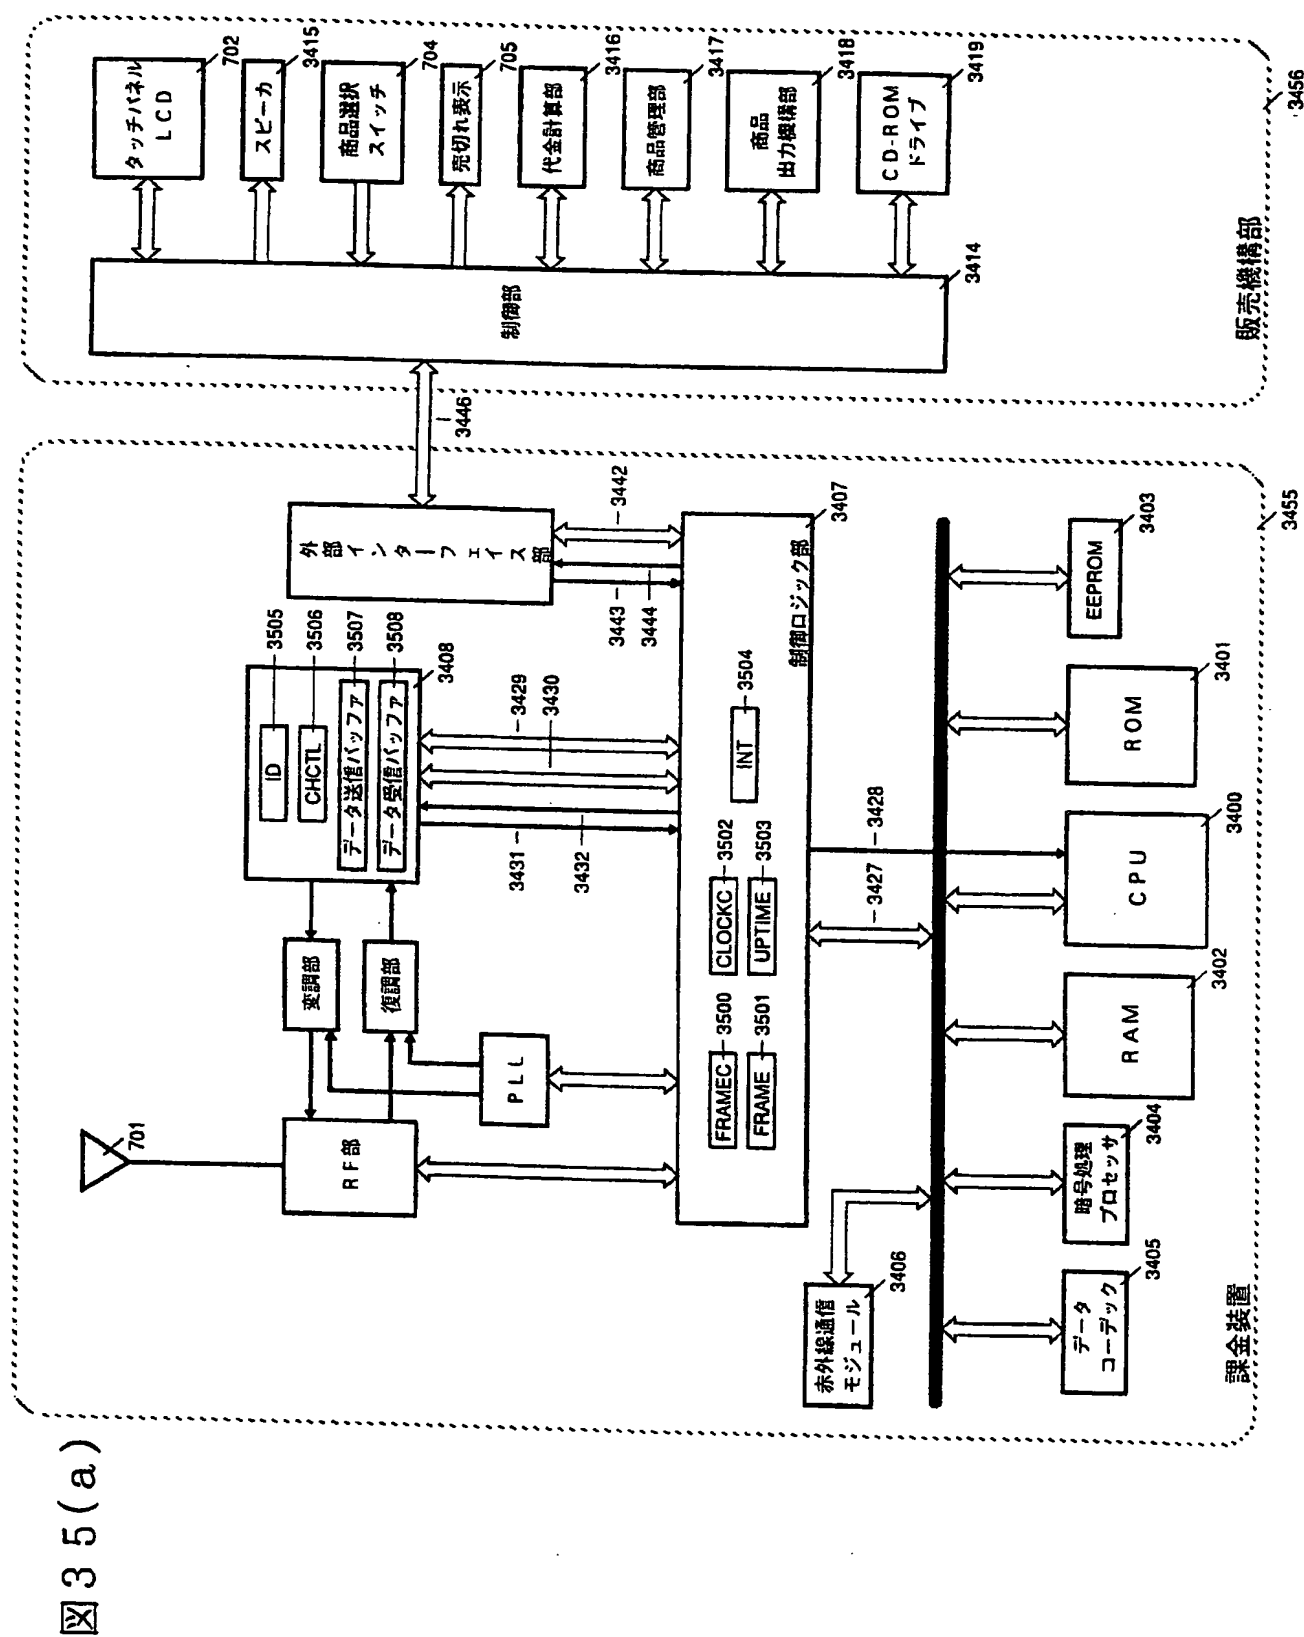 図35(a)
701
RF部
変調部
復調部
PLL
ID
3505
CHCTL
3506
データ送信バッファ
3507
データ受信バッファ
3508
3408
外部インターフェイス部
3446
3442
3443
3444
3429
3430
3431
3432
FRAMEC
3500
FRAME
3501
CLOCKC
3502
UPTIME
3503
INT
3504
制御ロジック部
3407
3427
3428
赤外線通信
モジュール
3406
データ
コーデック
3405
暗号処理
プロセッサ
3404
RAM
3402
CPU
3400
ROM
3401
EEPROM
3403
課金装置
3455
制御部
3414
タッチパネル
LCD
702
スピーカ
3415
商品選択
スイッチ
704
売切れ表示
705
代金計算部
3416
商品管理部
3417
商品
出力機構部
3418
CD-ROM
ドライブ
3419
販売機構部
3456